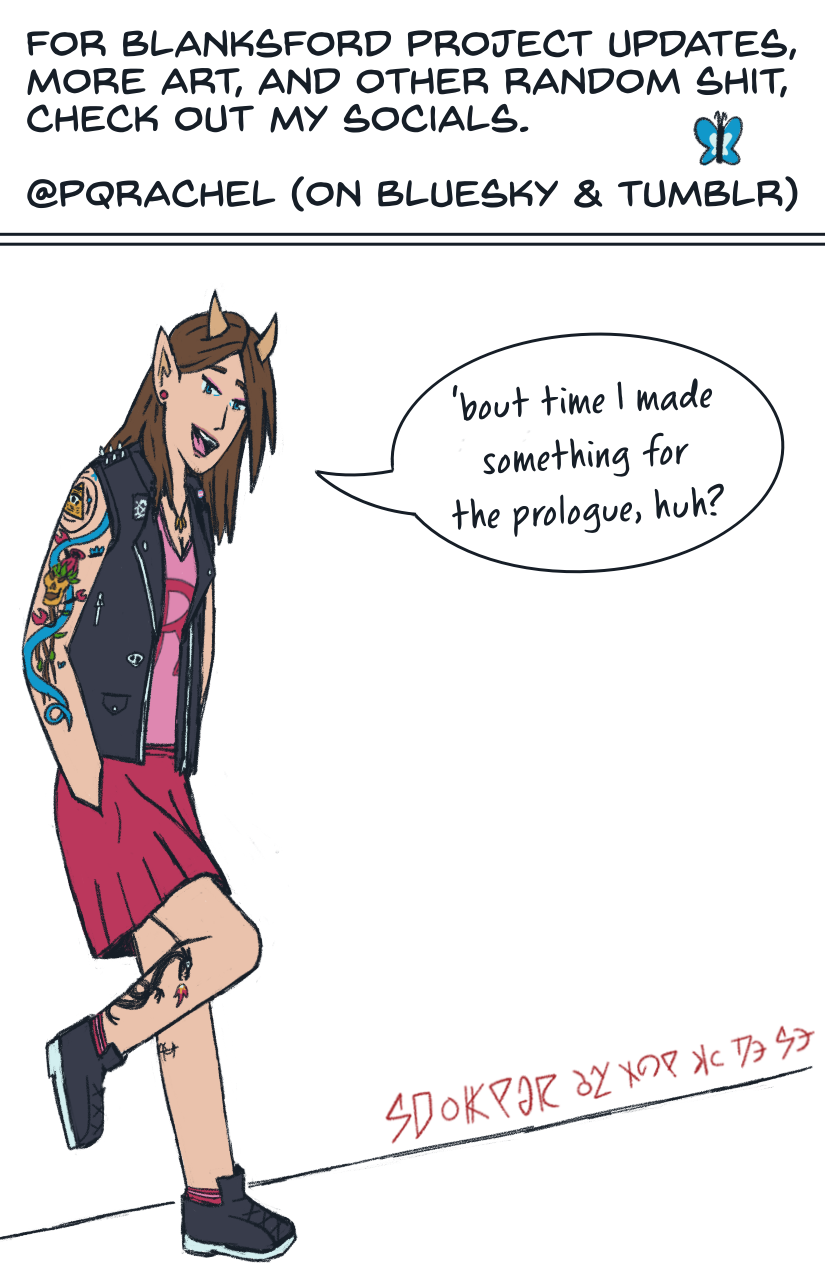 FOR BLANKSFORD PROJECT UPDATES,
MORE ART, AND OTHER RANDOM SHIT,
CHECK OUT MY SOCIALS.
@PQRACHEL (ON BLUESKY & TUMBLR)
'bout time I made
something for
the prologue, huh?